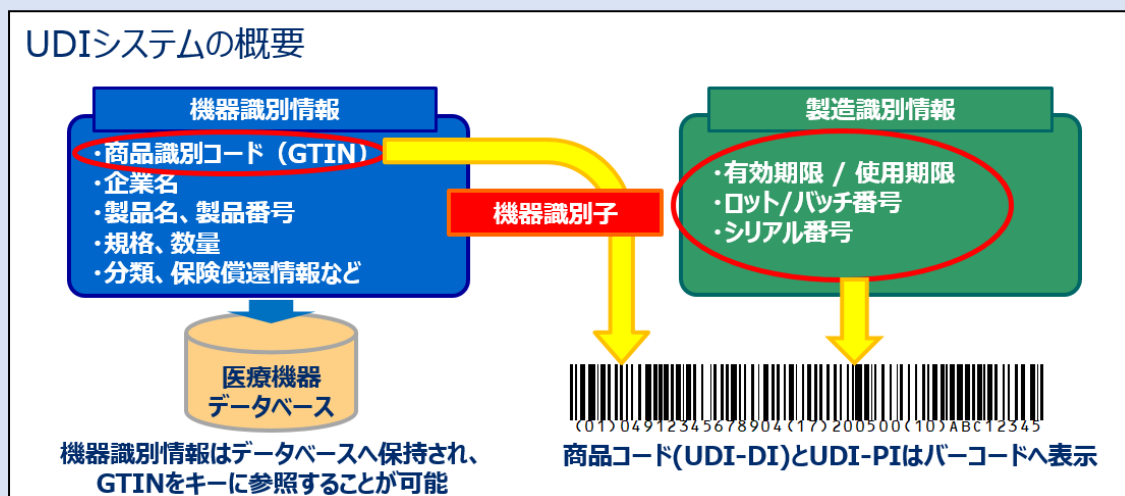 UDIシステムの概要
機器識別情報
・商品識別コード（GTIN）
・企業名
・製品名、製品番号
・規格、数量
・分類、保険償還情報など
機器識別子
製造識別情報
・有効期限 / 使用期限
・ロット/バッチ番号
・シリアル番号
医療機器
データベース
機器識別情報はデータベースへ保持され、
GTINをキーに参照することが可能
(01)04912345678904(17)200500(10)ABC12345
商品コード(UDI-DI)とUDI-PIはバーコードへ表示